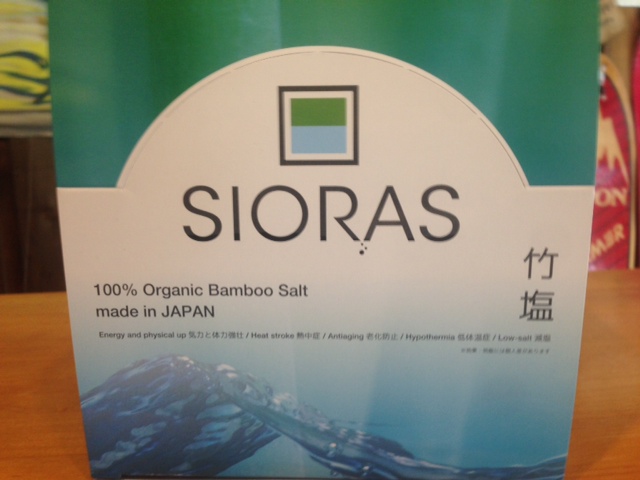 SIORAS
竹塩
100% Organic Bamboo Salt
made in JAPAN
Energy and physical up 気力と体力強壮 / Heat stroke 熱中症 / Antiaging 老化防止 / Hypothermia 低体温症 / Low-salt 減塩